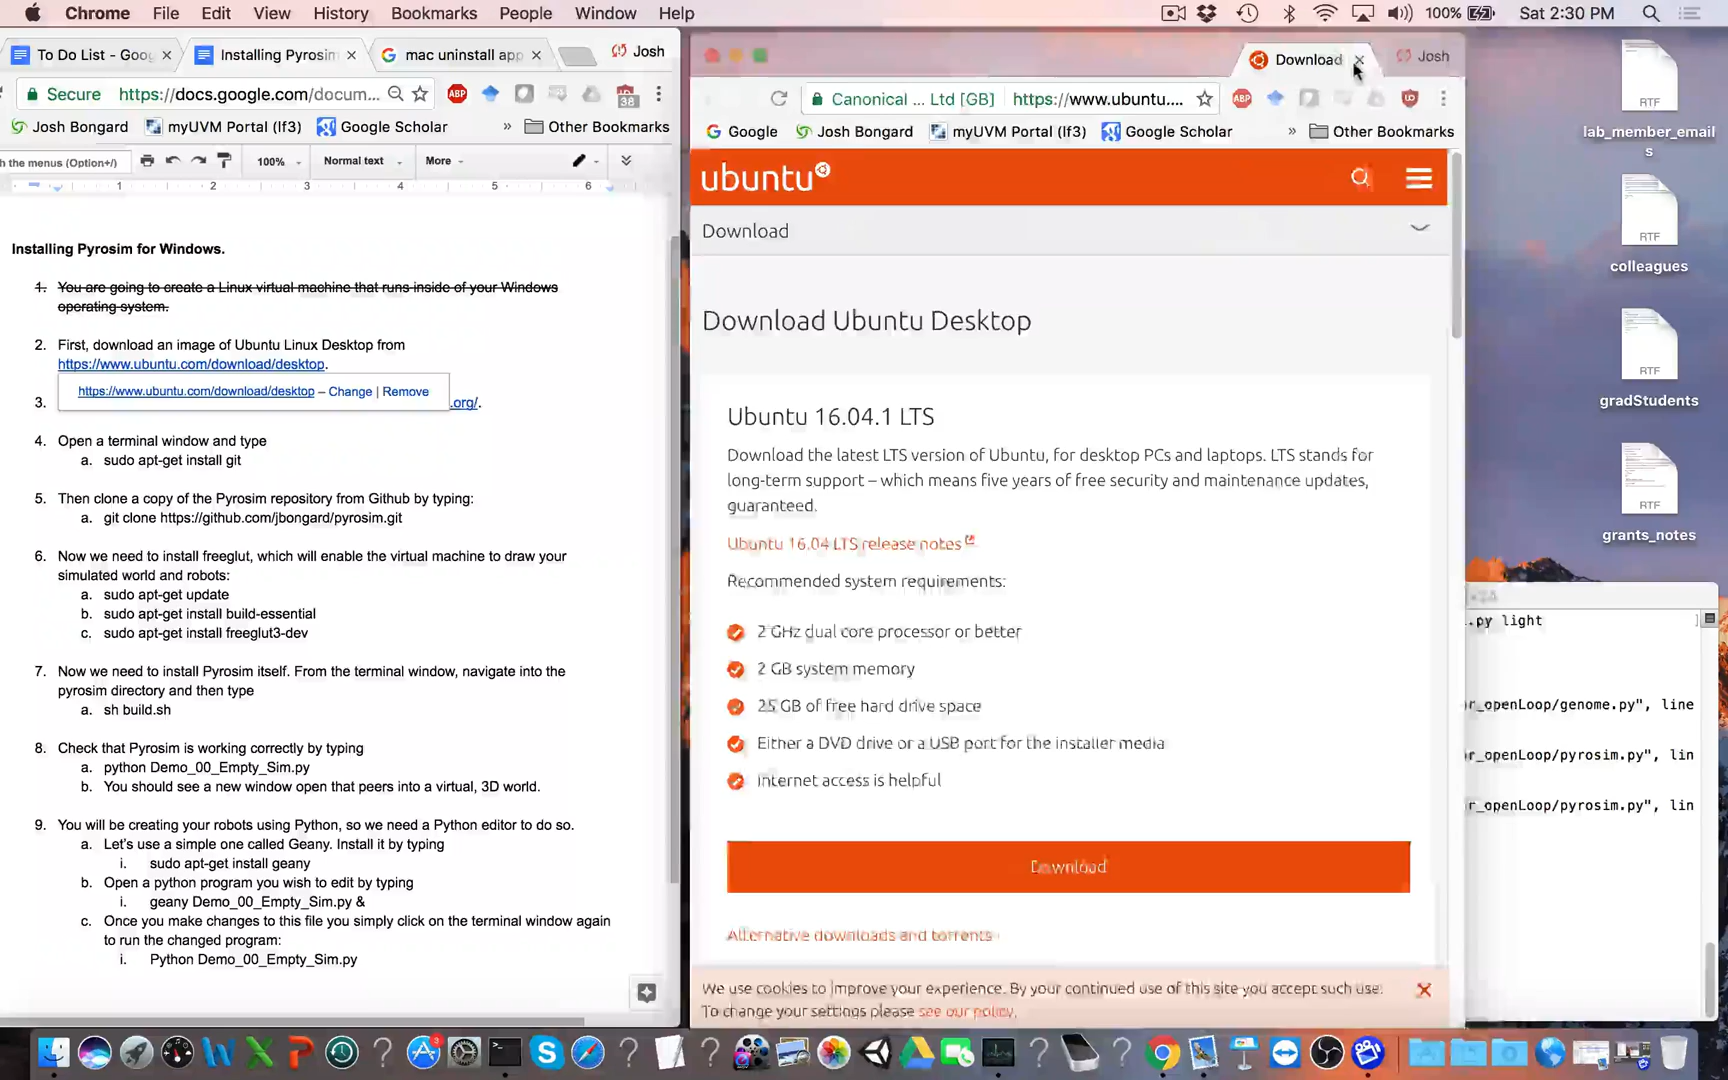 Chrome File Edit View History Bookmarks People Window Help 100% Sat 2:30 PM
To Do List - Goog Installing Pyrosim mac uninstall app Josh
Secure https://docs.google.com/docum... ABP 38
Josh Bongard myUVM Portal (lf3) Google Scholar » Other Bookmarks
h the menus (Option+/) 100% Normal text More
1 2 3 4 5 6
Installing Pyrosim for Windows.
1. You are going to create a Linux virtual machine that runs inside of your Windows
operating system.
2. First, download an image of Ubuntu Linux Desktop from
https://www.ubuntu.com/download/desktop.
https://www.ubuntu.com/download/desktop – Change | Remove
3. .org/.
4. Open a terminal window and type
a. sudo apt-get install git
5. Then clone a copy of the Pyrosim repository from Github by typing:
a. git clone https://github.com/jbongard/pyrosim.git
6. Now we need to install freeglut, which will enable the virtual machine to draw your
simulated world and robots:
a. sudo apt-get update
b. sudo apt-get install build-essential
c. sudo apt-get install freeglut3-dev
7. Now we need to install Pyrosim itself. From the terminal window, navigate into the
pyrosim directory and then type
a. sh build.sh
8. Check that Pyrosim is working correctly by typing
a. python Demo_00_Empty_Sim.py
b. You should see a new window open that peers into a virtual, 3D world.
9. You will be creating your robots using Python, so we need a Python editor to do so.
a. Let's use a simple one called Geany. Install it by typing
i. sudo apt-get install geany
b. Open a python program you wish to edit by typing
i. geany Demo_00_Empty_Sim.py &
c. Once you make changes to this file you simply click on the terminal window again
to run the changed program:
i. Python Demo_00_Empty_Sim.py
Download Josh
Canonical ... Ltd [GB] https://www.ubuntu.... ABP
Google Josh Bongard myUVM Portal (lf3) Google Scholar » Other Bookmarks
ubuntu
Download
Download Ubuntu Desktop
Ubuntu 16.04.1 LTS
Download the latest LTS version of Ubuntu, for desktop PCs and laptops. LTS stands for
long-term support – which means five years of free security and maintenance updates,
guaranteed.
Ubuntu 16.04 LTS release notes
Recommended system requirements:
2 GHz dual core processor or better
2 GB system memory
25 GB of free hard drive space
Either a DVD drive or a USB port for the installer media
Internet access is helpful
Download
Alternative downloads and torrents
We use cookies to improve your experience. By your continued use of this site you accept such use.
To change your settings please see our policy.
RTF
lab_member_email
s
RTF
colleagues
RTF
gradStudents
RTF
grants_notes
.py light
r_openLoop/genome.py", line
r_openLoop/pyrosim.py", lin
r_openLoop/pyrosim.py", lin
3